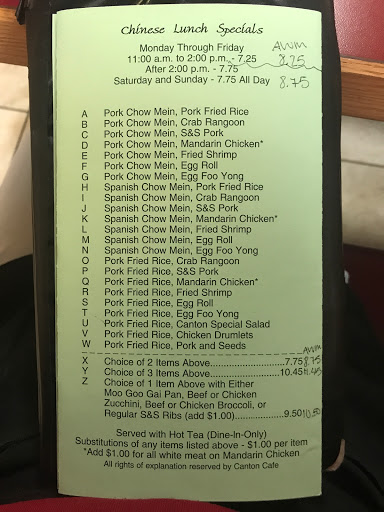 Chinese Lunch Specials
Monday Through Friday AWM
11:00 a.m. to 2:00 p.m. - 7.25 8.25
After 2:00 p.m. - 7.75
Saturday and Sunday - 7.75 All Day 8.75
A Pork Chow Mein, Pork Fried Rice
B Pork Chow Mein, Crab Rangoon
C Pork Chow Mein, S&S Pork
D Pork Chow Mein, Mandarin Chicken*
E Pork Chow Mein, Fried Shrimp
F Pork Chow Mein, Egg Roll
G Pork Chow Mein, Egg Foo Yong
H Spanish Chow Mein, Pork Fried Rice
I Spanish Chow Mein, Crab Rangoon
J Spanish Chow Mein, S&S Pork
K Spanish Chow Mein, Mandarin Chicken*
L Spanish Chow Mein, Fried Shrimp
M Spanish Chow Mein, Egg Roll
N Spanish Chow Mein, Egg Foo Yong
O Pork Fried Rice, Crab Rangoon
P Pork Fried Rice, S&S Pork
Q Pork Fried Rice, Mandarin Chicken*
R Pork Fried Rice, Fried Shrimp
S Pork Fried Rice, Egg Roll
T Pork Fried Rice, Egg Foo Yong
U Pork Fried Rice, Canton Special Salad
V Pork Fried Rice, Chicken Drumlets
W Pork Fried Rice, Pork and Seeds
AWM
X Choice of 2 Items Above......................7.75 8.75
Y Choice of 3 Items Above....................10.45 11.45
Z Choice of 1 Item Above with Either
Moo Goo Gai Pan, Beef or Chicken
Zucchini, Beef or Chicken Broccoli, or
Regular S&S Ribs (add $1.00)...............9.50 10.50
Served with Hot Tea (Dine-In-Only)
Substitutions of any items listed above - $1.00 per item
*Add $1.00 for all white meat on Mandarin Chicken
All rights of explanation reserved by Canton Cafe